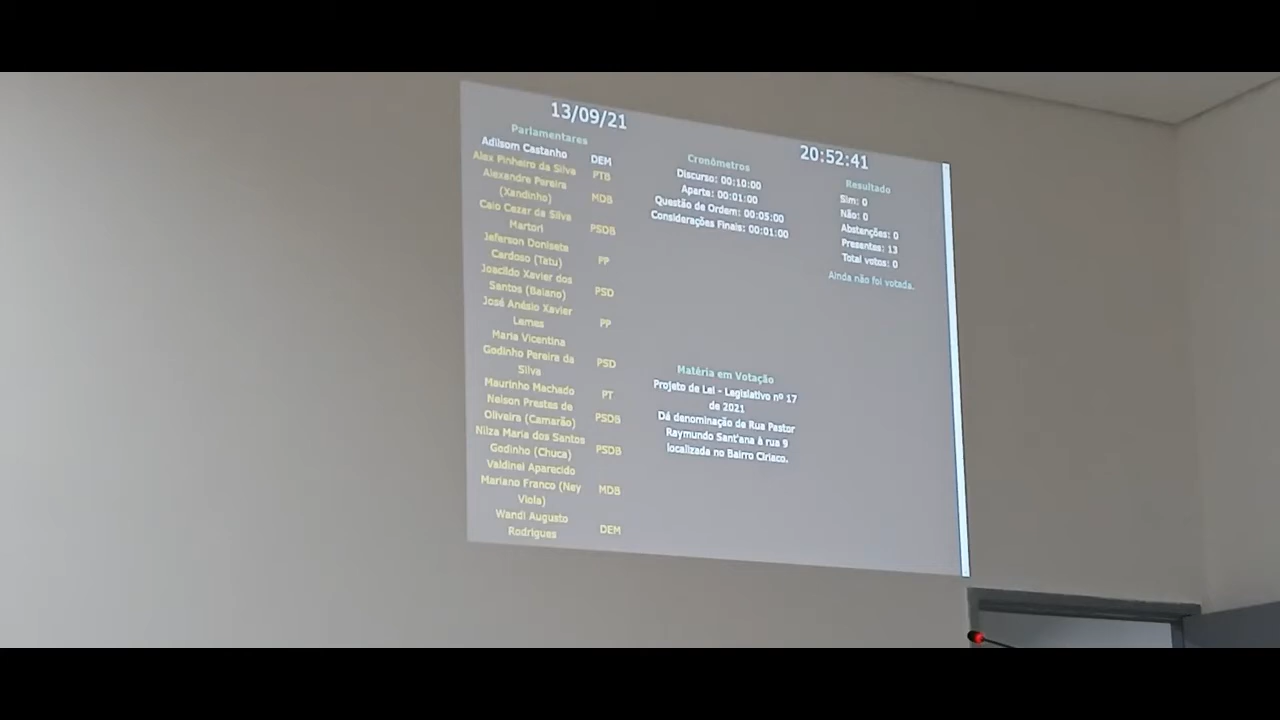 13/09/21
20:52:41
Parlamentares
Adilsom Castanho DEM
Alex Pinheiro da Silva PTB
Alexandre Pereira
(Xandinho) MDB
Caio Cezar da Silva
Martori PSDB
Jeferson Donisete
Cardoso (Tatu) PP
Joacildo Xavier dos
Santos (Baiano) PSD
José Anésio Xavier
Lemes PP
Maria Vicentina
Godinho Pereira da
Silva PSD
Maurinho Machado PT
Nelson Prestes de
Oliveira (Camarão) PSDB
Nilza Maria dos Santos
Godinho (Chuca) PSDB
Valdinei Aparecido
Mariano Franco (Ney
Viola) MDB
Wandi Augusto
Rodrigues DEM
Cronômetros
Discurso: 00:10:00
Aparte: 00:01:00
Questão de Ordem: 00:05:00
Considerações Finais: 00:01:00
Resultado
Sim: 0
Não: 0
Abstenções: 0
Presentes: 13
Total votos: 0
Ainda não foi votada.
Matéria em Votação
Projeto de Lei - Legislativo nº 17
de 2021
Dá denominação de Rua Pastor
Raymundo Sant'ana à rua 9
localizada no Bairro Ciriaco.